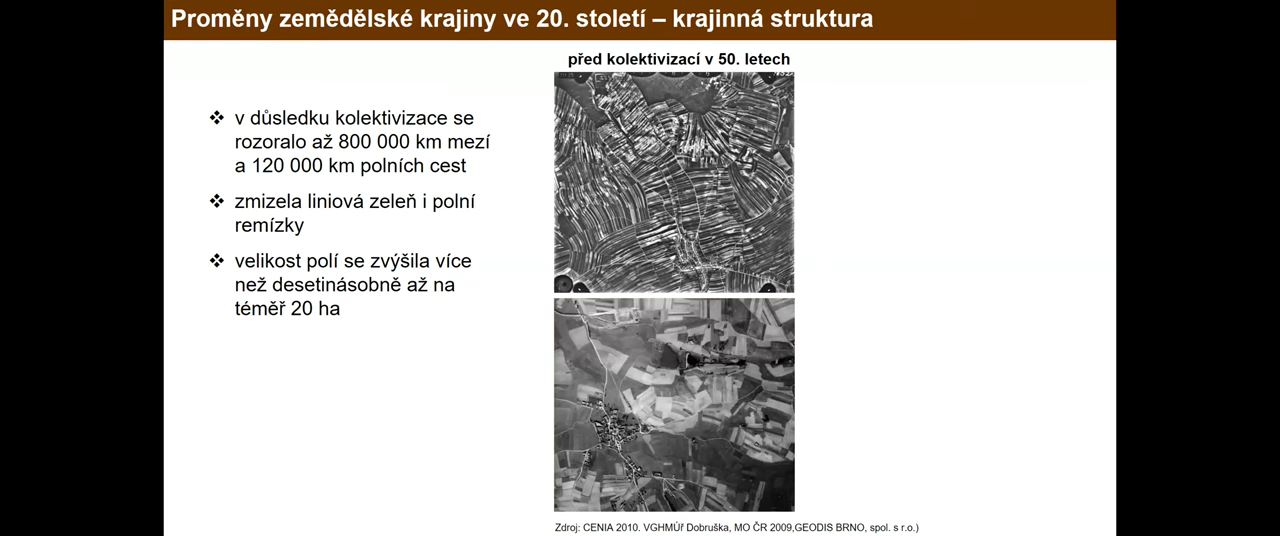 Proměny zemědělské krajiny ve 20. století – krajinná struktura
před kolektivizací v 50. letech
❖ v důsledku kolektivizace se
rozoralo až 800 000 km mezí
a 120 000 km polních cest
❖ zmizela liniová zeleň i polní
remízky
❖ velikost polí se zvýšila více
než desetinásobně až na
téměř 20 ha
Zdroj: CENIA 2010. VGHMÚř Dobruška, MO ČR 2009,GEODIS BRNO, spol. s r.o.)